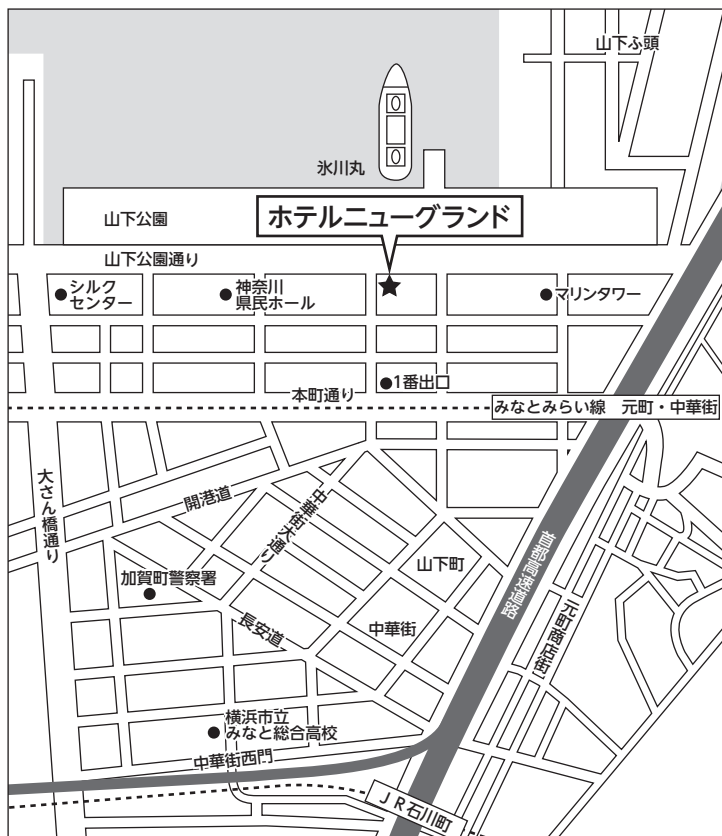 山下ふ頭
氷川丸
山下公園
ホテルニューグランド
山下公園通り
シルク
センター
神奈川
県民ホール
マリンタワー
1番出口
本町通り
みなとみらい線　元町・中華街
大さん橋通り
開港道
中華街大通り
首都高速道路
山下町
加賀町警察署
長安道
中華街
元町商店街
横浜市立
みなと総合高校
中華街西門
ＪＲ石川町